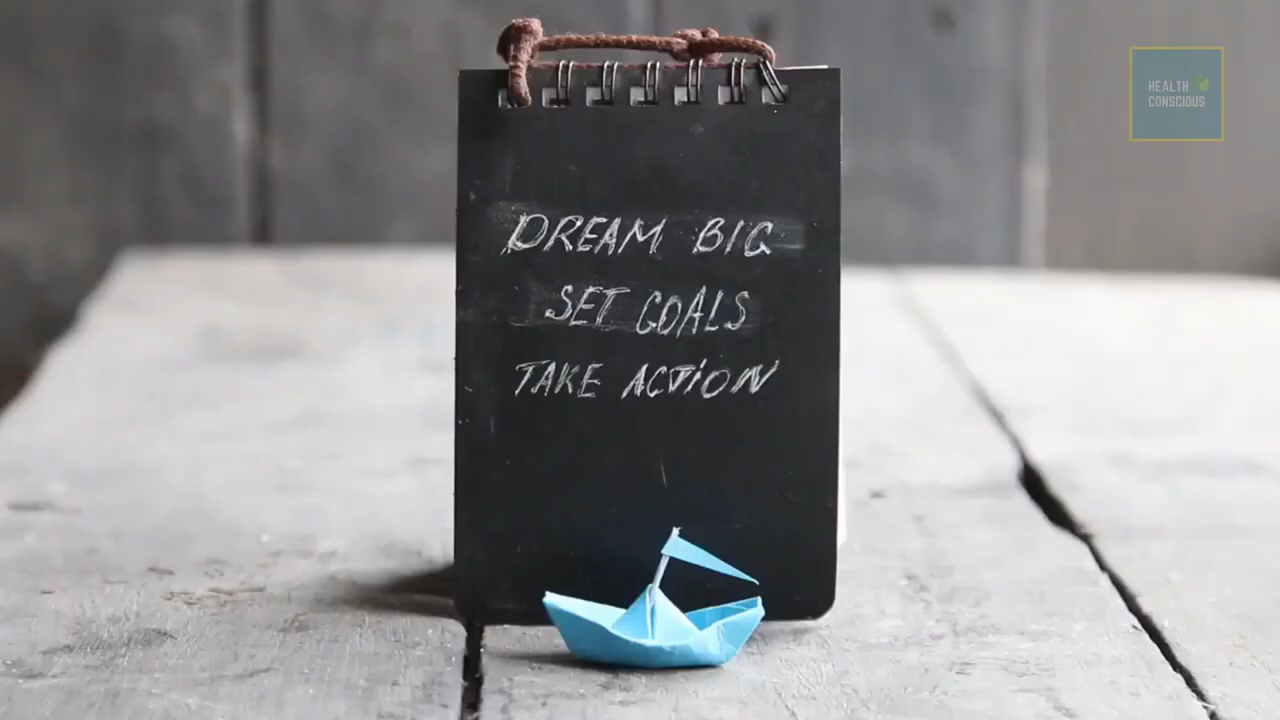 HEALTH
CONSCIOUS
DREAM BIG
SET GOALS
TAKE ACTION